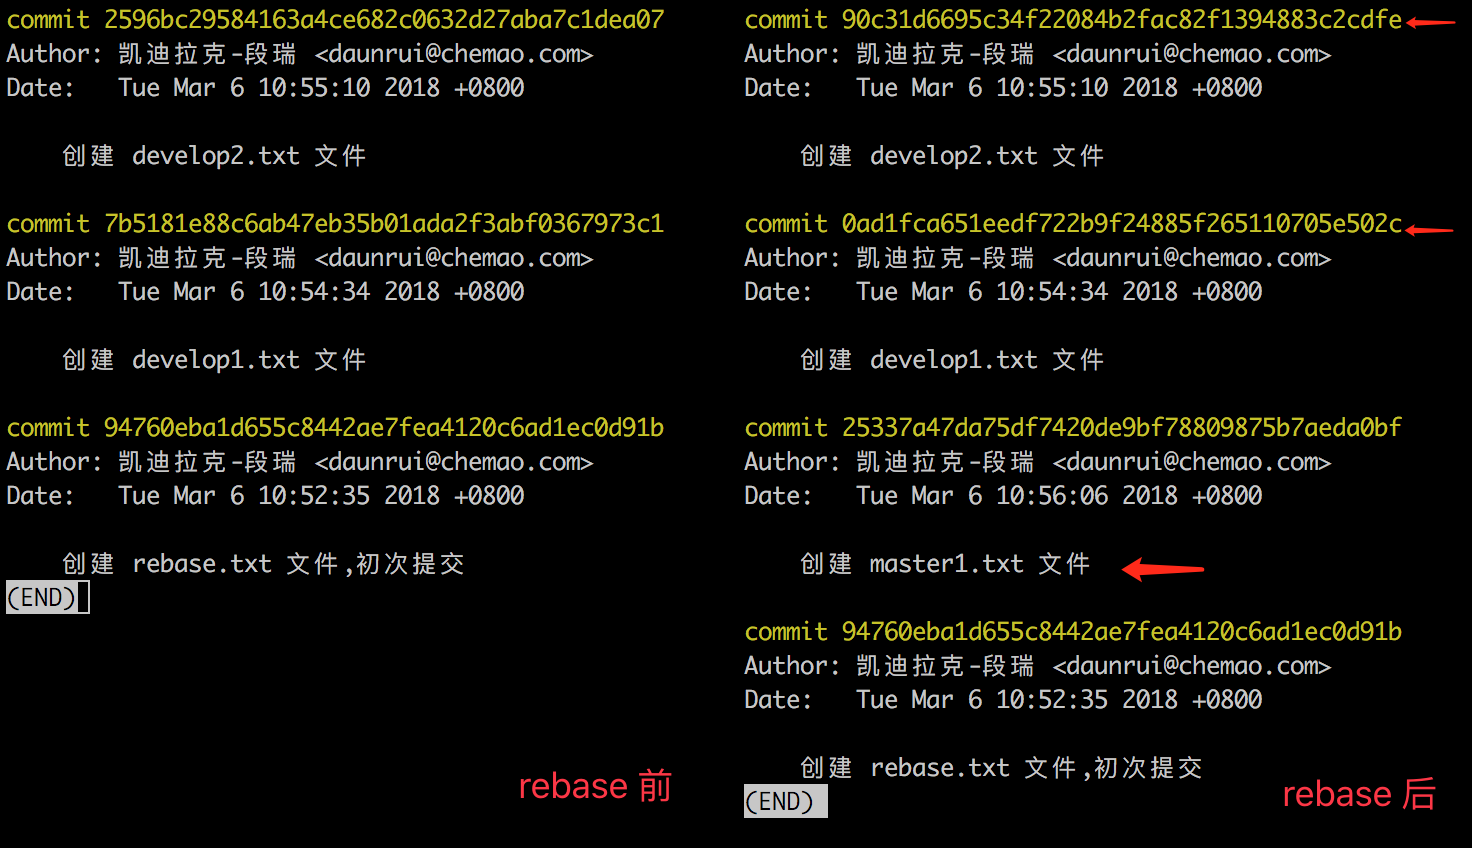 commit 2596bc29584163a4ce682c0632d27aba7c1dea07
Author: 凯迪拉克-段瑞 <daunrui@chemao.com>
Date:   Tue Mar 6 10:55:10 2018 +0800
创建 develop2.txt 文件
commit 7b5181e88c6ab47eb35b01ada2f3abf0367973c1
Author: 凯迪拉克-段瑞 <daunrui@chemao.com>
Date:   Tue Mar 6 10:54:34 2018 +0800
创建 develop1.txt 文件
commit 94760eba1d655c8442ae7fea4120c6ad1ec0d91b
Author: 凯迪拉克-段瑞 <daunrui@chemao.com>
Date:   Tue Mar 6 10:52:35 2018 +0800
创建 rebase.txt 文件,初次提交
(END)
rebase 前
commit 90c31d6695c34f22084b2fac82f1394883c2cdfe
Author: 凯迪拉克-段瑞 <daunrui@chemao.com>
Date:   Tue Mar 6 10:55:10 2018 +0800
创建 develop2.txt 文件
commit 0ad1fca651eedf722b9f24885f265110705e502c
Author: 凯迪拉克-段瑞 <daunrui@chemao.com>
Date:   Tue Mar 6 10:54:34 2018 +0800
创建 develop1.txt 文件
commit 25337a47da75df7420de9bf78809875b7aeda0bf
Author: 凯迪拉克-段瑞 <daunrui@chemao.com>
Date:   Tue Mar 6 10:56:06 2018 +0800
创建 master1.txt 文件
commit 94760eba1d655c8442ae7fea4120c6ad1ec0d91b
Author: 凯迪拉克-段瑞 <daunrui@chemao.com>
Date:   Tue Mar 6 10:52:35 2018 +0800
创建 rebase.txt 文件,初次提交
(END)
rebase 后